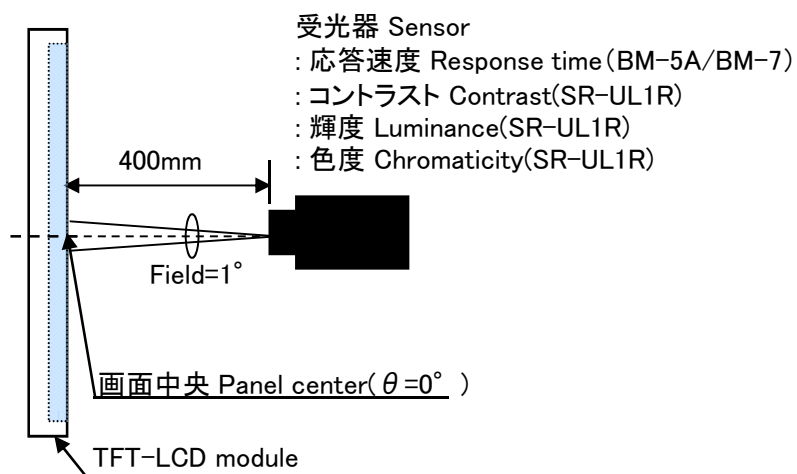 受光器 Sensor
: 応答速度 Response time(BM-5A/BM-7)
: コントラスト Contrast(SR-UL1R)
: 輝度 Luminance(SR-UL1R)
: 色度 Chromaticity(SR-UL1R)
400mm
Field=1°
画面中央 Panel center(θ=0° )
TFT-LCD module